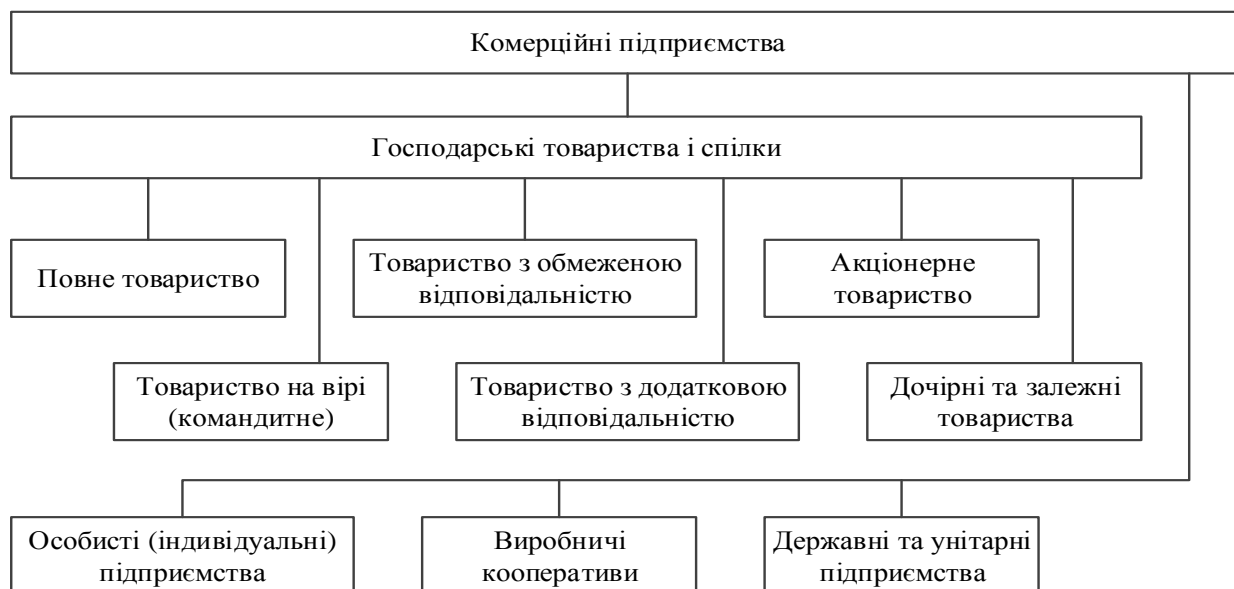 Комерційні підприємства
Господарські товариства і спілки
Повне товариство
Товариство з обмеженою
відповідальністю
Акціонерне
товариство
Товариство на вірі
(командитне)
Товариство з додатковою
відповідальністю
Дочірні та залежні
товариства
Особисті (індивідуальні)
підприємства
Виробничі
кооперативи
Державні та унітарні
підприємства